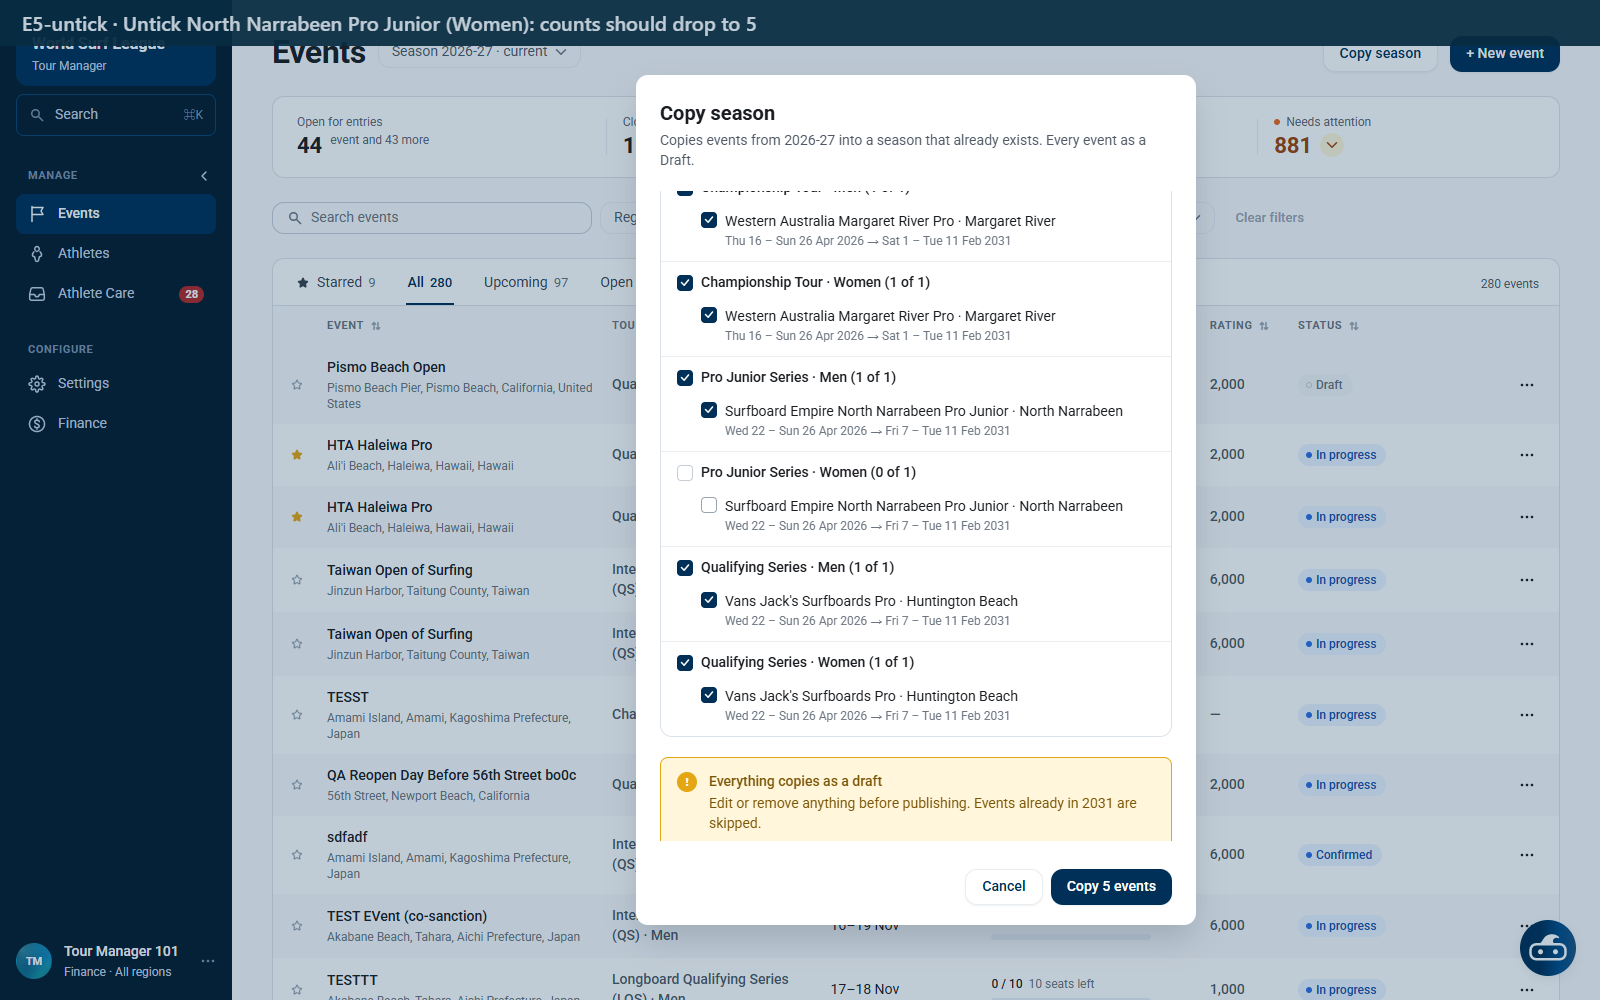 E5-untick · Untick North Narrabeen Pro Junior (Women): counts should drop to 5
World Surf League
Tour Manager
Search
⌘K
MANAGE
Events
Athletes
Athlete Care
28
CONFIGURE
Settings
Finance
TM
Tour Manager 101
Finance · All regions
Events
Season 2026-27 · current
Copy season
+ New event
Open for entries
44 event and 43 more
Needs attention
881
Search events
Clear filters
Starred 9
All 280
Upcoming 97
Open
280 events
EVENT
RATING
STATUS
Pismo Beach Open
Pismo Beach Pier, Pismo Beach, California, United
States
2,000
Draft
HTA Haleiwa Pro
Ali'i Beach, Haleiwa, Hawaii, Hawaii
2,000
In progress
HTA Haleiwa Pro
Ali'i Beach, Haleiwa, Hawaii, Hawaii
2,000
In progress
Taiwan Open of Surfing
Jinzun Harbor, Taitung County, Taiwan
6,000
In progress
Taiwan Open of Surfing
Jinzun Harbor, Taitung County, Taiwan
6,000
In progress
TESST
Amami Island, Amami, Kagoshima Prefecture,
Japan
—
In progress
QA Reopen Day Before 56th Street bo0c
56th Street, Newport Beach, California
2,000
In progress
sdfadf
Amami Island, Amami, Kagoshima Prefecture,
Japan
6,000
Confirmed
TEST EVent (co-sanction)
Akabane Beach, Tahara, Aichi Prefecture, Japan
(QS) · Men
16–19 Nov
6,000
In progress
TESTTT
Longboard Qualifying Series
(LQS) · Men
17–18 Nov
0 / 10 10 seats left
1,000
In progress
Copy season
Copies events from 2026-27 into a season that already exists. Every event as a
Draft.
Championship Tour · Men (1 of 1)
Western Australia Margaret River Pro · Margaret River
Thu 16 – Sun 26 Apr 2026 → Sat 1 – Tue 11 Feb 2031
Championship Tour · Women (1 of 1)
Western Australia Margaret River Pro · Margaret River
Thu 16 – Sun 26 Apr 2026 → Sat 1 – Tue 11 Feb 2031
Pro Junior Series · Men (1 of 1)
Surfboard Empire North Narrabeen Pro Junior · North Narrabeen
Wed 22 – Sun 26 Apr 2026 → Fri 7 – Tue 11 Feb 2031
Pro Junior Series · Women (0 of 1)
Surfboard Empire North Narrabeen Pro Junior · North Narrabeen
Wed 22 – Sun 26 Apr 2026 → Fri 7 – Tue 11 Feb 2031
Qualifying Series · Men (1 of 1)
Vans Jack's Surfboards Pro · Huntington Beach
Wed 22 – Sun 26 Apr 2026 → Fri 7 – Tue 11 Feb 2031
Qualifying Series · Women (1 of 1)
Vans Jack's Surfboards Pro · Huntington Beach
Wed 22 – Sun 26 Apr 2026 → Fri 7 – Tue 11 Feb 2031
Everything copies as a draft
Edit or remove anything before publishing. Events already in 2031 are
skipped.
Cancel
Copy 5 events